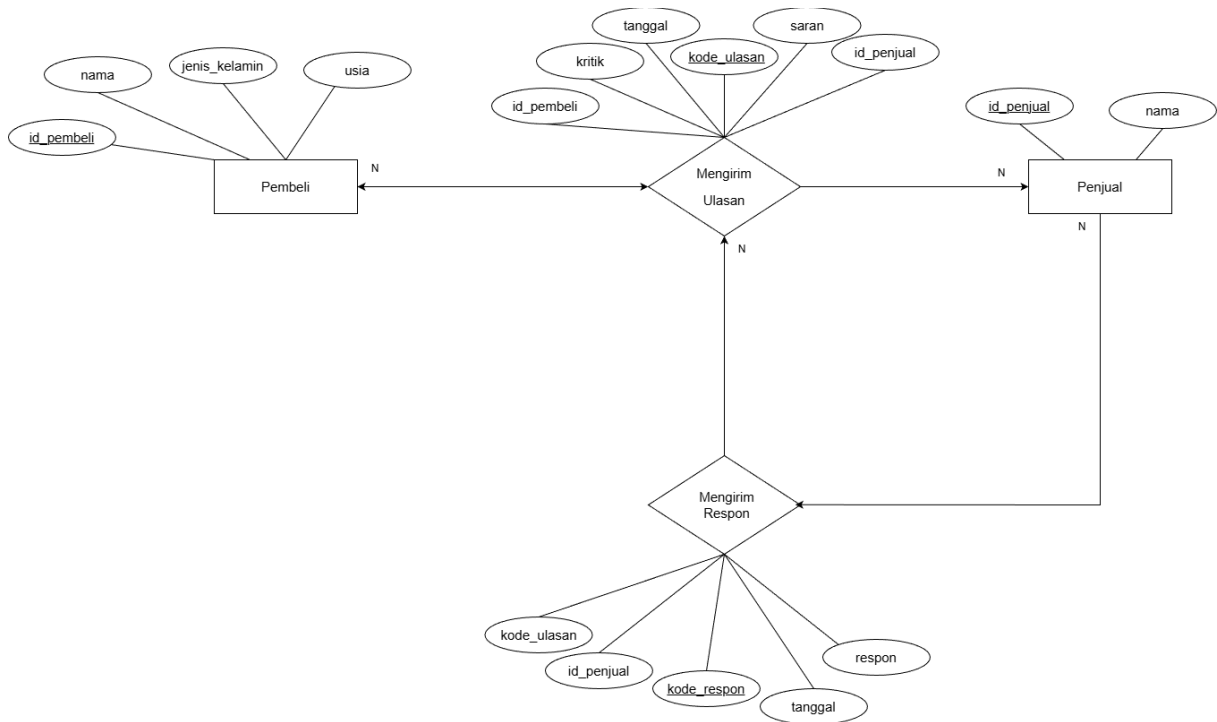 tanggal
saran
jenis_kelamin
kode_ulasan
id_penjual
nama
usia
kritik
id_pembeli
id_penjual
nama
id_pembeli
N
N
Pembeli
Mengirim
Ulasan
Penjual
N
N
Mengirim
Respon
kode_ulasan
respon
id_penjual
kode_respon
tanggal